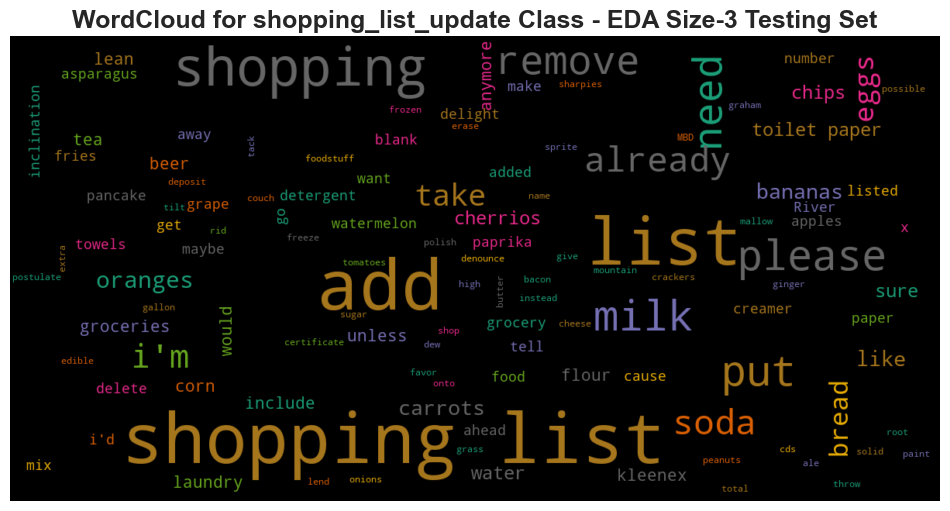 WordCloud for shopping_list_update Class - EDA Size-3 Testing Set
lean
asparagus
shopping
anymore
remove
make
sharpies
need
number
chips
eggs
possible
inclination
tea
fries
away
tack
frozen
delight
erase
blank
foodstuff
sprite
MBD
graham
toilet paper
already
beer
deposit
pancake
tilt
grape
couch
detergent
want
added
take
name
bananas
listed
River
apples
x
get
rid
go
watermelon
cherrios
mallow
towels
maybe
freeze
polish
paprika
give
list
please
postulate
extra
oranges
tomatoes
denounce
mountain
crackers
ginger
add
high
butter
bacon
instead
sure
gallon
sugar
groceries
would
unless
grocery
cheese
milk
creamer
paper
i'm
certificate
shop
dew
tell
edible
delete
corn
favor
onto
food
flour
cause
put
like
include
carrots
soda
bread
i'd
shopping list
ahead
grass
peanuts
cds
ale
solid
root
paint
mix
laundry
lend
onions
water
kleenex
total
throw